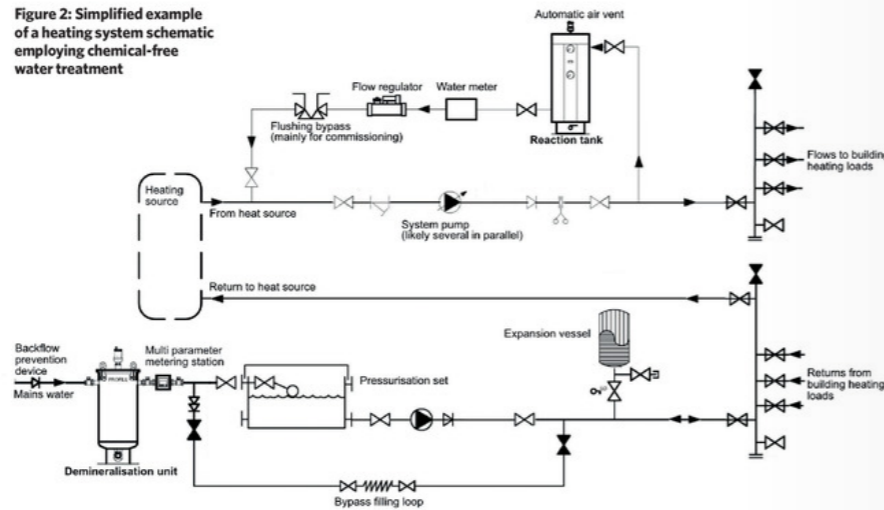 Figure 2: Simplified example
of a heating system schematic
employing chemical-free
water treatment
Automatic air vent
Flow regulator
Water meter
Flushing bypass
(mainly for commissioning)
Reaction tank
Flows to building
heating loads
Heating
source
From heat source
System pump
(likely several in parallel)
Return to heat source
Expansion vessel
Backflow
prevention
device
Multi parameter
metering station
Pressurisation set
Mains water
Returns from
building heating
loads
Demineralisation unit
Bypass filling loop